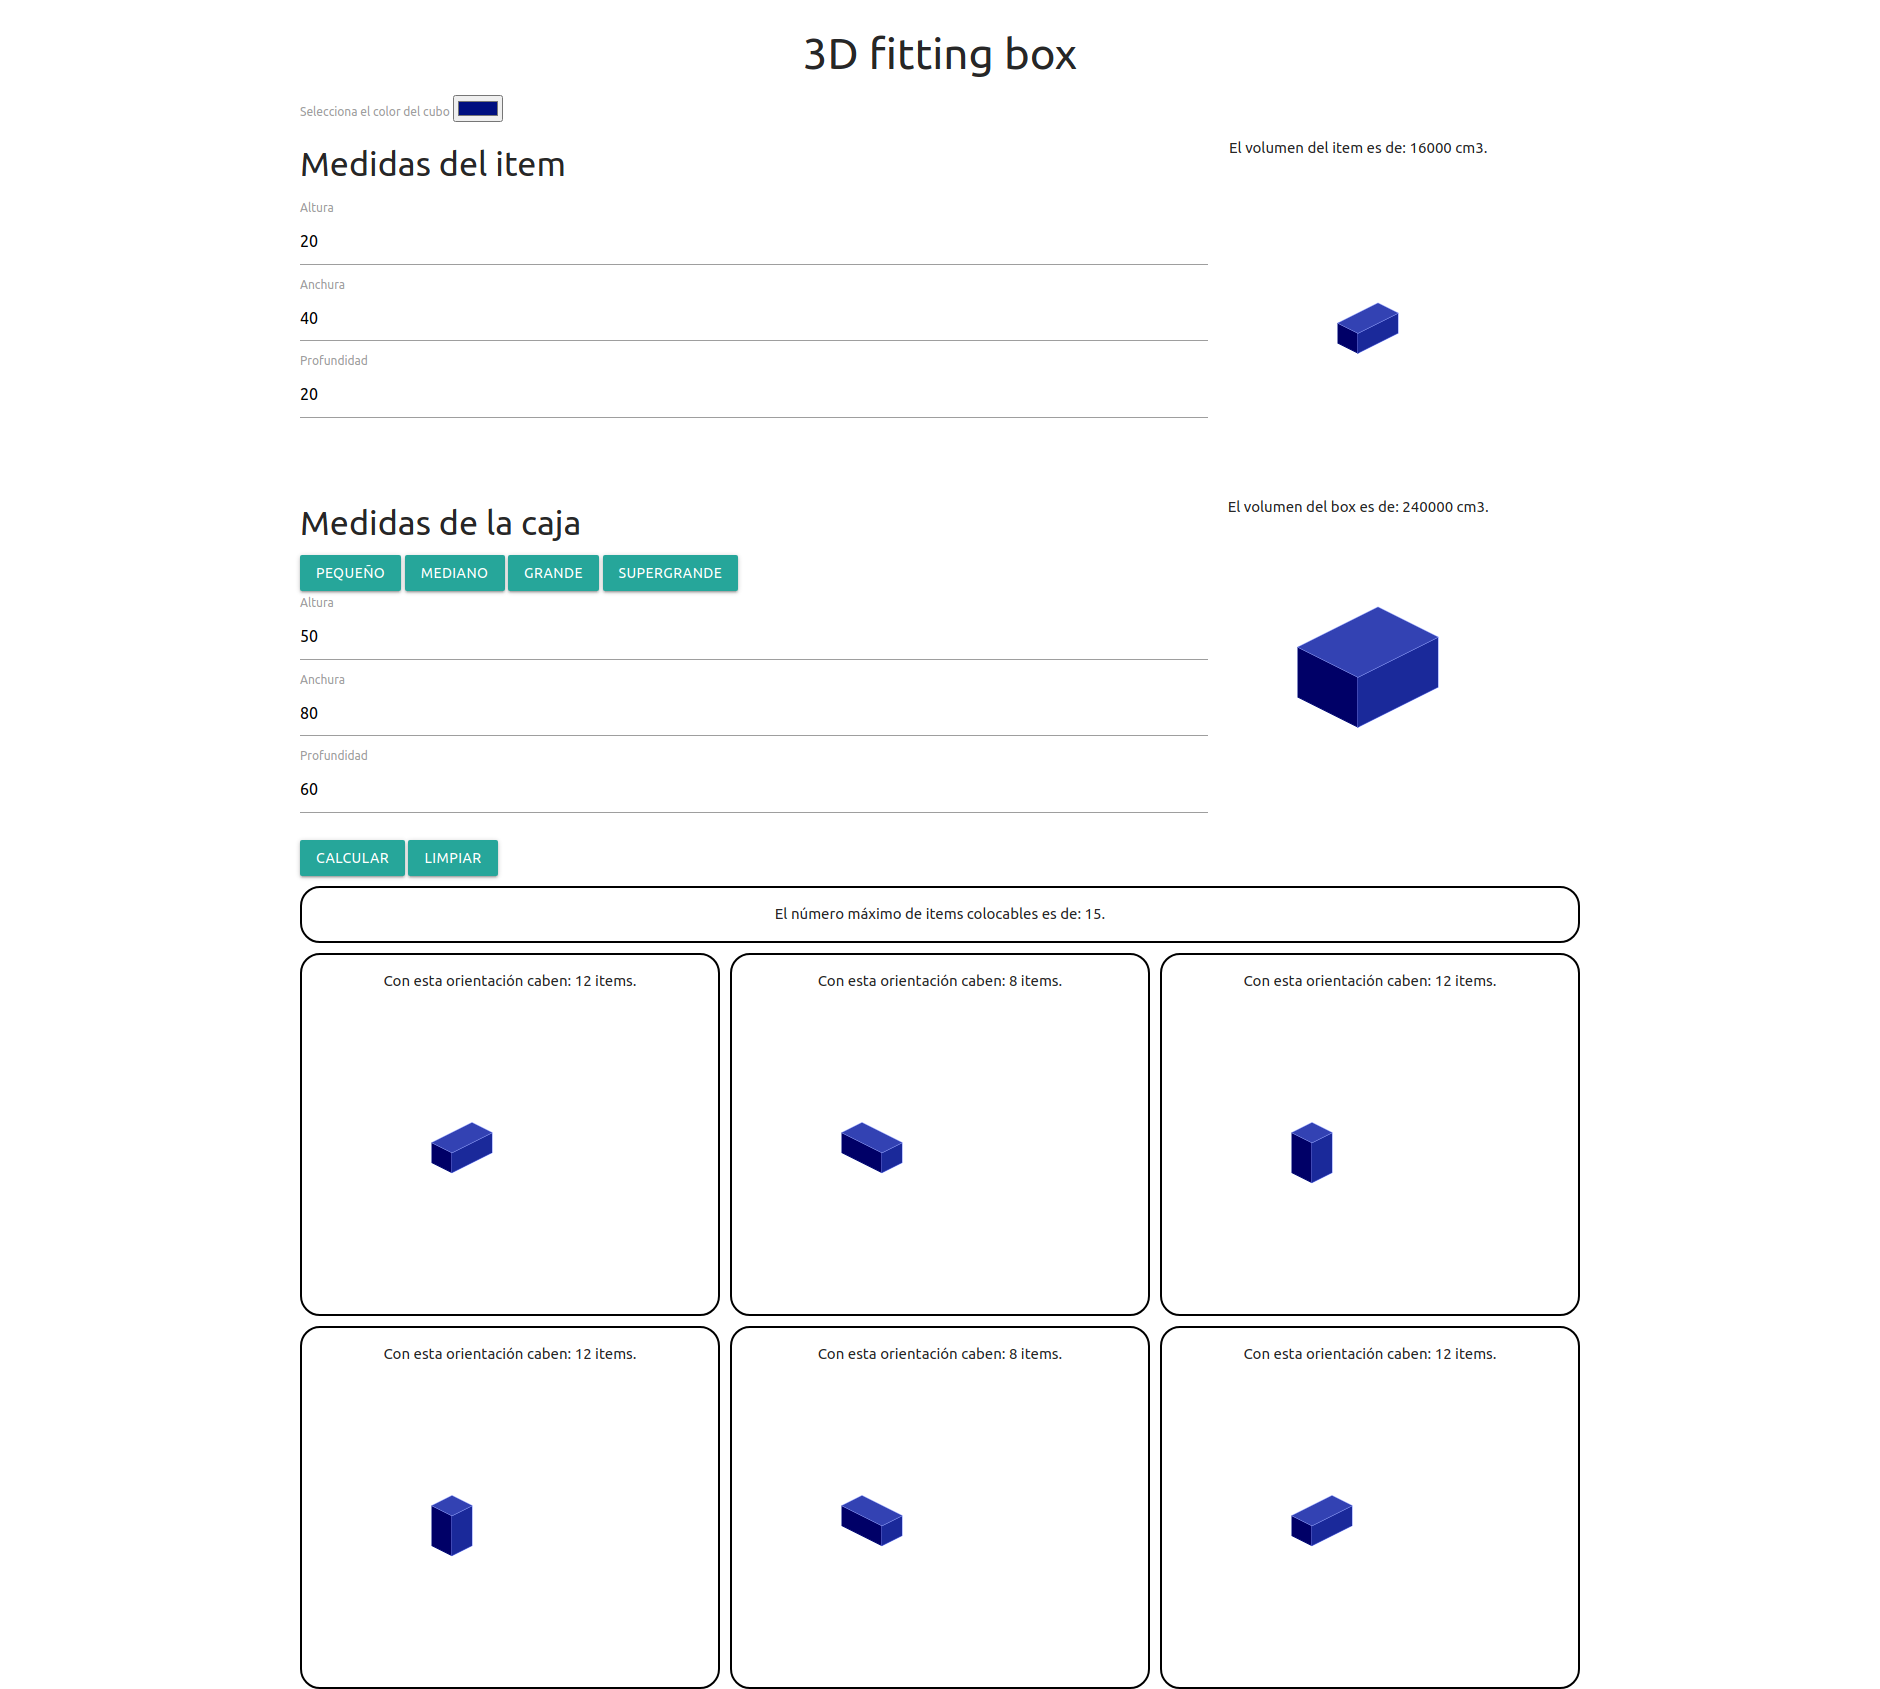 3D fitting box
Selecciona el color del cubo
Medidas del item
El volumen del item es de: 16000 cm3.
Altura
20
Anchura
40
Profundidad
20
Medidas de la caja
El volumen del box es de: 240000 cm3.
PEQUEÑO MEDIANO GRANDE SUPERGRANDE
Altura
50
Anchura
80
Profundidad
60
CALCULAR LIMPIAR
El número máximo de items colocables es de: 15.
Con esta orientación caben: 12 items.
Con esta orientación caben: 8 items.
Con esta orientación caben: 12 items.
Con esta orientación caben: 12 items.
Con esta orientación caben: 8 items.
Con esta orientación caben: 12 items.